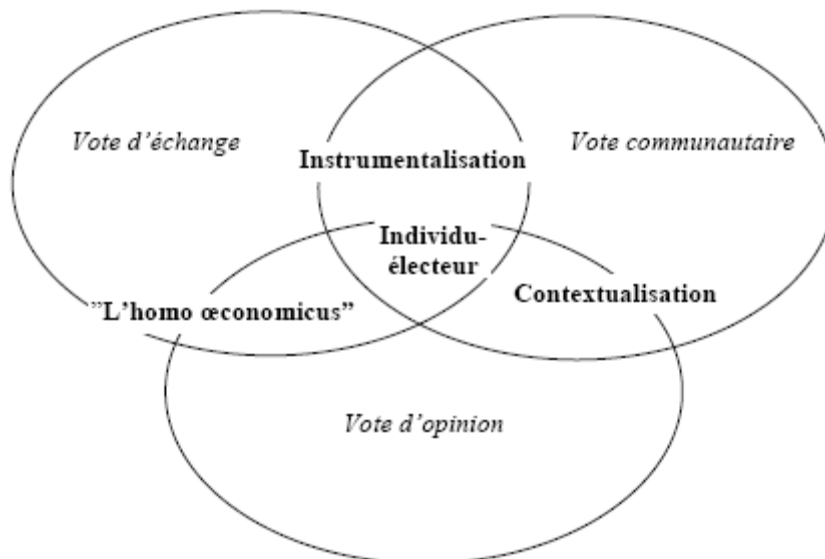 Vote d’échange
Vote communautaire
Instrumentalisation
Individu-
électeur
”L’homo œconomicus”
Contextualisation
Vote d’opinion